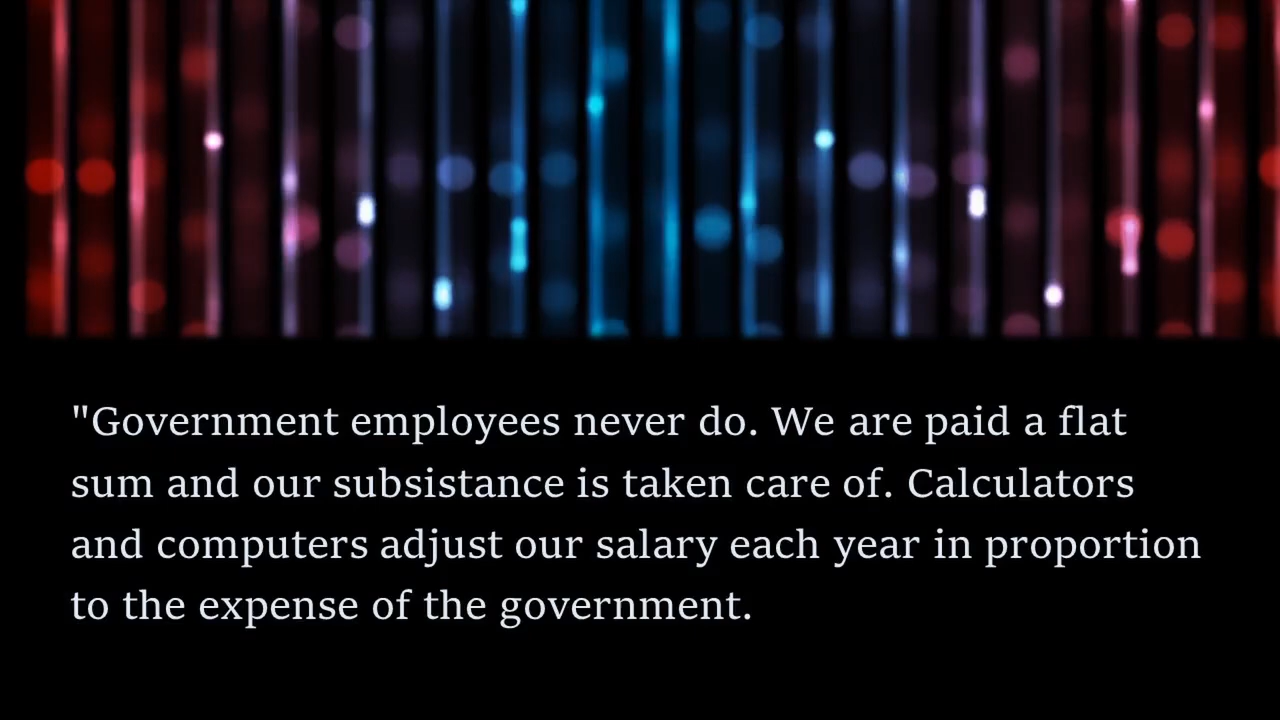 "Government employees never do. We are paid a flat
sum and our subsistance is taken care of. Calculators
and computers adjust our salary each year in proportion
to the expense of the government.